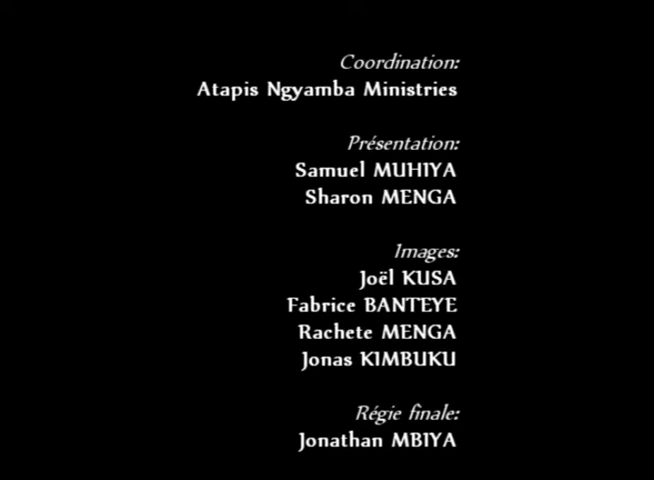 Coordination:
Atapis Ngyamba Ministries
Présentation:
Samuel MUHIYA
Sharon MENGA
Images:
Joël KUSA
Fabrice BANTEYE
Rachete MENGA
Jonas KIMBUKU
Régie finale:
Jonathan MBIYA